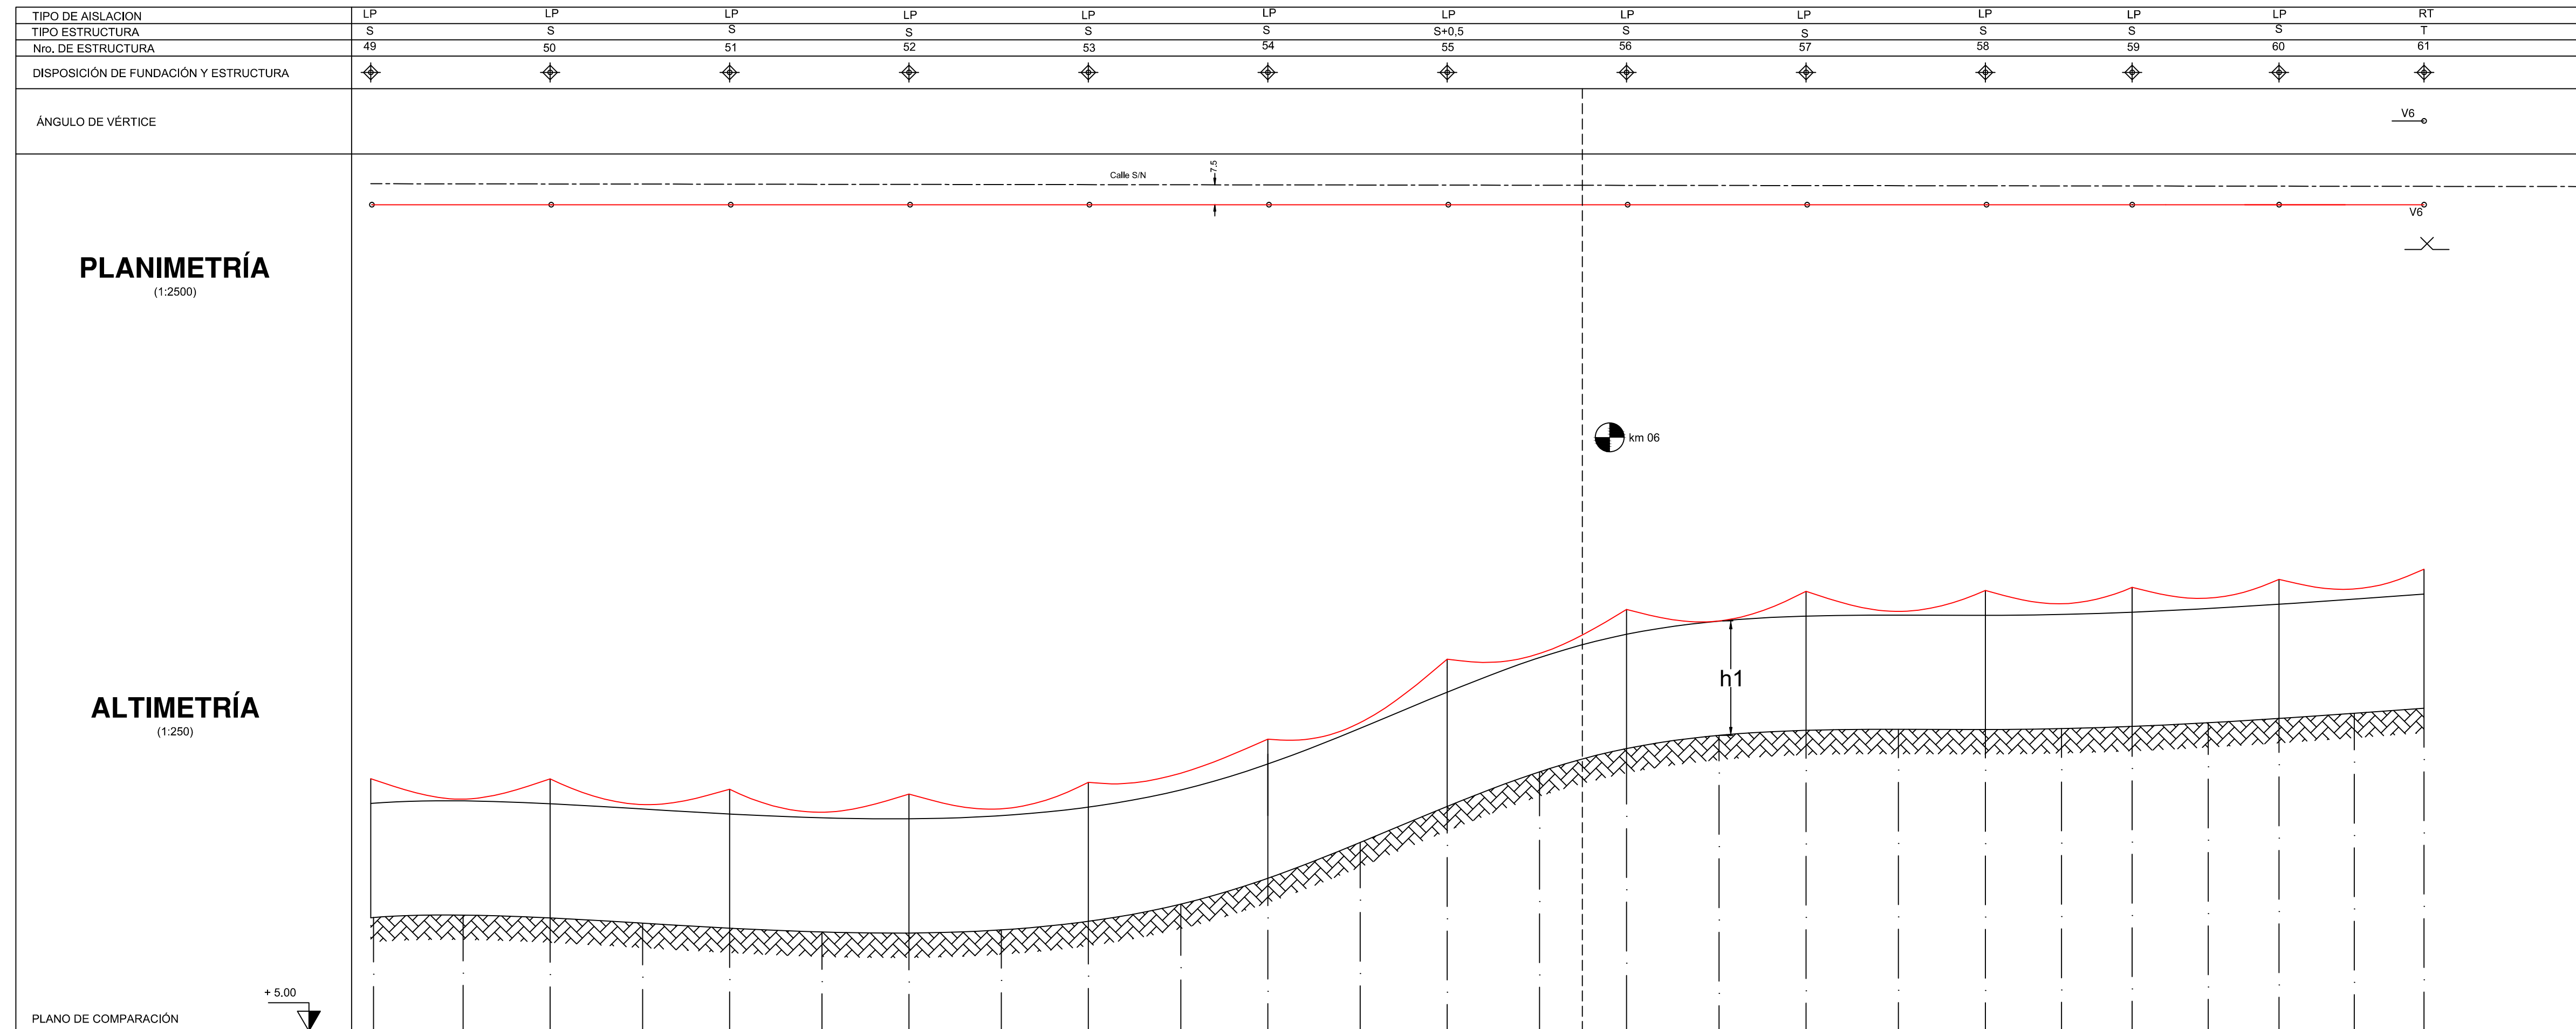 TIPO DE AISLACION LP LP LP LP LP LP LP LP LP LP LP LP RT
TIPO ESTRUCTURA S S S S S S S+0,5 S S S S S T
Nro. DE ESTRUCTURA 49 50 51 52 53 54 55 56 57 58 59 60 61
DISPOSICIÓN DE FUNDACIÓN Y ESTRUCTURA
ÁNGULO DE VÉRTICE V6
Calle S/N 7.5
V6
PLANIMETRÍA
(1:2500)
km 06
h1
ALTIMETRÍA
(1:250)
+ 5.00
PLANO DE COMPARACIÓN